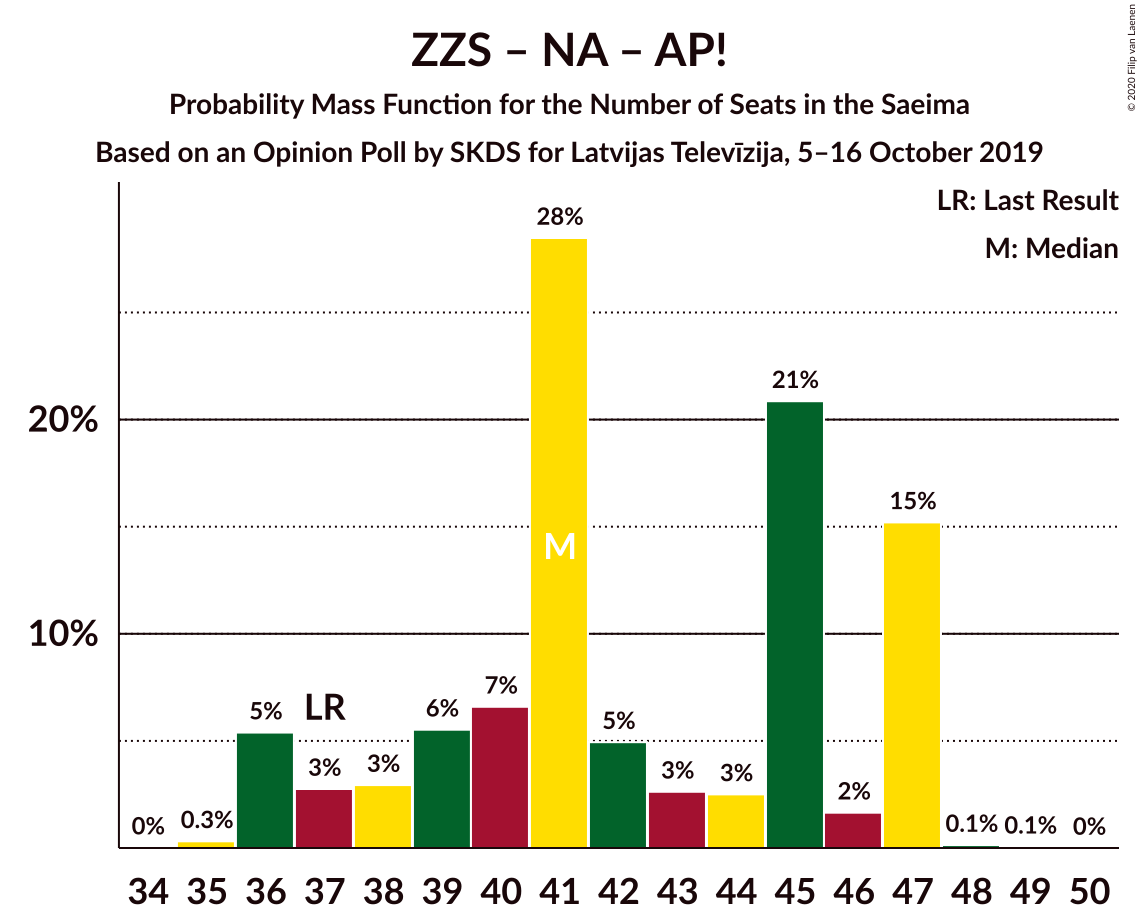 ZZS – NA – AP!
Probability Mass Function for the Number of Seats in the Saeima
Based on an Opinion Poll by SKDS for Latvijas Televīzija, 5–16 October 2019
© 2020 Filip van Laenen
LR: Last Result
M: Median
20%
10%
0%
0.3%
5%
3%
LR
3%
6%
7%
28%
M
5%
3%
3%
21%
2%
15%
0.1%
0.1%
0%
34 35 36 37 38 39 40 41 42 43 44 45 46 47 48 49 50